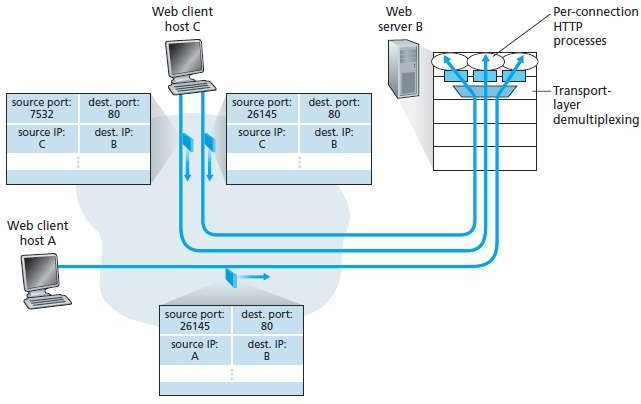 Web client
host C
Web
server B
Per-connection
HTTP
processes
Transport-
layer
demultiplexing
source port:
7532
dest. port:
80
source IP:
C
dest. IP:
B
source port:
26145
dest. port:
80
source IP:
C
dest. IP:
B
Web client
host A
source port:
26145
dest. port:
80
source IP:
A
dest. IP:
B